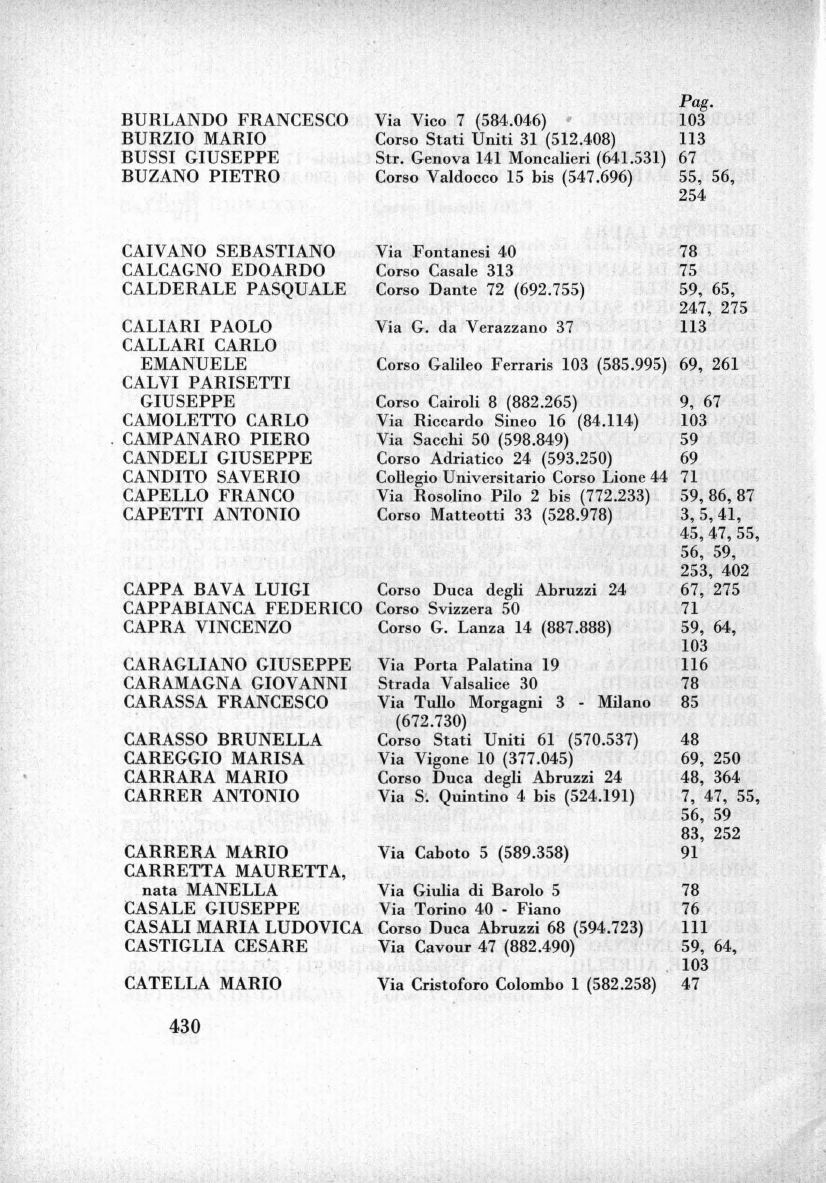 Pag.
BURLANDO FRANCESCO Via Vico 7 (584.046) 103
BURZIO MARIO Corso Stati Uniti 31 (512.408) 113
BUSSI GIUSEPPE Str. Genova 141 Moncalieri (641.531) 67
BUZANO PIETRO Corso Valdocco 15 bis (547.696) 55, 56,
254
CAIVANO SEBASTIANO Via Fontanesi 40 78
CALCAGNO EDOARDO Corso Casale 313 75
CALDERALE PASQUALE Corso Dante 72 (692.755) 59, 65,
247, 275
CALIARI PAOLO Via G. da Verazzano 37 113
CALLARI CARLO
EMANUELE Corso Galileo Ferraris 103 (585.995) 69, 261
CALVI PARISETTI
GIUSEPPE Corso Cairoli 8 (882.265) 9, 67
CAMOLETTO CARLO Via Riccardo Sineo 16 (84.114) 103
CAMPANARO PIERO Via Sacchi 50 (598.849) 59
CANDELI GIUSEPPE Corso Adriatico 24 (593.250) 69
CANDITO SAVERIO Collegio Universitario Corso Lione 44 71
CAPELLO FRANCO Via Rosolino Pilo 2 bis (772.233) 59, 86, 87
CAPETTI ANTONIO Corso Matteotti 33 (528.978) 3, 5, 41,
45, 47, 55,
56, 59,
253, 402
CAPPA BAVA LUIGI Corso Duca degli Abruzzi 24 67, 275
CAPPABIANCA FEDERICO Corso Svizzera 50 71
CAPRA VINCENZO Corso G. Lanza 14 (887.888) 59, 64,
103
CARAGLIANO GIUSEPPE Via Porta Palatina 19 116
CARAMAGNA GIOVANNI Strada Valsalice 30 78
CARASSA FRANCESCO Via Tullo Morgagni 3 - Milano 85
(672.730)
CARASSO BRUNELLA Corso Stati Uniti 61 (570.537) 48
CAREGGIO MARISA Via Vigone 10 (377.045) 69, 250
CARRARA MARIO Corso Duca degli Abruzzi 24 48, 364
CARRER ANTONIO Via S. Quintino 4 bis (524.191) 7, 47, 55,
56, 59
83, 252
CARRERA MARIO Via Caboto 5 (589.358) 91
CARRETTA MAURETTA,
nata MANELLA Via Giulia di Barolo 5 78
CASALE GIUSEPPE Via Torino 40 - Fiano 76
CASALI MARIA LUDOVICA Corso Duca Abruzzi 68 (594.723) 111
CASTIGLIA CESARE Via Cavour 47 (882.490) 59, 64,
103
CATELLA MARIO Via Cristoforo Colombo 1 (582.258) 47
430